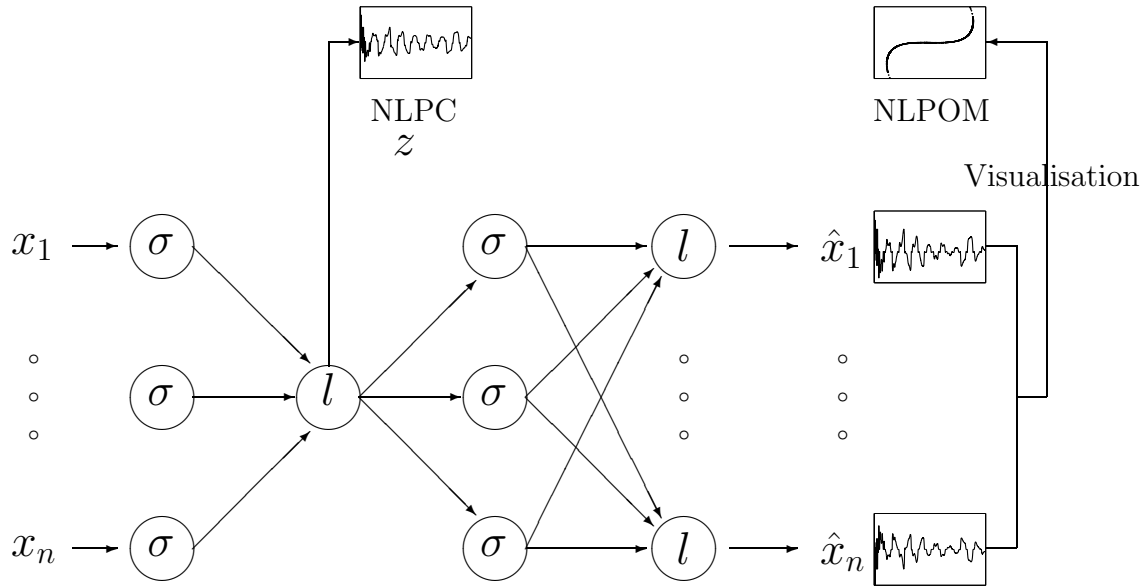 NLPC
z
NLPOM
Visualisation
x₁ σ σ l x̂₁
σ l σ
xₙ σ σ l x̂ₙ